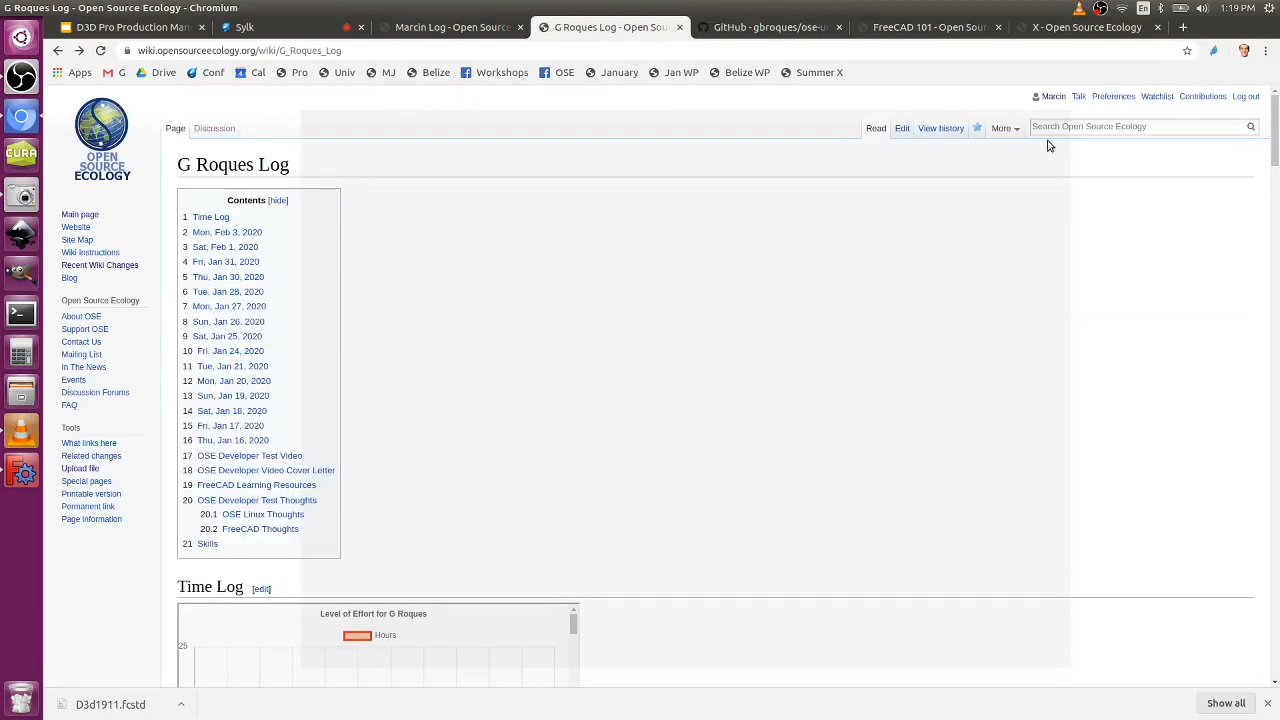 G Roques Log - Open Source Ecology - Chromium
En
1:19 PM
D3D Pro Production Man
Sylk
Marcin Log - Open Source
G Roques Log - Open Sou
GitHub - gbroques/ose-w
FreeCAD 101 - Open Sour
X - Open Source Ecology
wiki.opensourceecology.org/wiki/G_Roques_Log
Apps
G
Drive
Conf
Cal
Pro
Univ
MJ
Belize
Workshops
OSE
January
Jan WP
Belize WP
Summer X
Marcin
Talk
Preferences
Watchlist
Contributions
Log out
OPEN
SOURCE
ECOLOGY
Page
Discussion
Read
Edit
View history
More
Search Open Source Ecology
G Roques Log
Contents [hide]
1 Time Log
2 Mon, Feb 3, 2020
3 Sat, Feb 1, 2020
4 Fri, Jan 31, 2020
5 Thu, Jan 30, 2020
6 Tue, Jan 28, 2020
7 Mon, Jan 27, 2020
8 Sun, Jan 26, 2020
9 Sat, Jan 25, 2020
10 Fri, Jan 24, 2020
11 Tue, Jan 21, 2020
12 Mon, Jan 20, 2020
13 Sun, Jan 19, 2020
14 Sat, Jan 18, 2020
15 Fri, Jan 17, 2020
16 Thu, Jan 16, 2020
17 OSE Developer Test Video
18 OSE Developer Video Cover Letter
19 FreeCAD Learning Resources
20 OSE Developer Test Thoughts
20.1 OSE Linux Thoughts
20.2 FreeCAD Thoughts
21 Skills
Main page
Website
Site Map
Wiki Instructions
Recent Wiki Changes
Blog
Open Source Ecology
About OSE
Support OSE
Contact Us
Mailing List
In The News
Events
Discussion Forums
FAQ
Tools
What links here
Related changes
Upload file
Special pages
Printable version
Permanent link
Page information
Time Log [edit]
Level of Effort for G Roques
Hours
25
CURA
D3d1911.fcstd
Show all